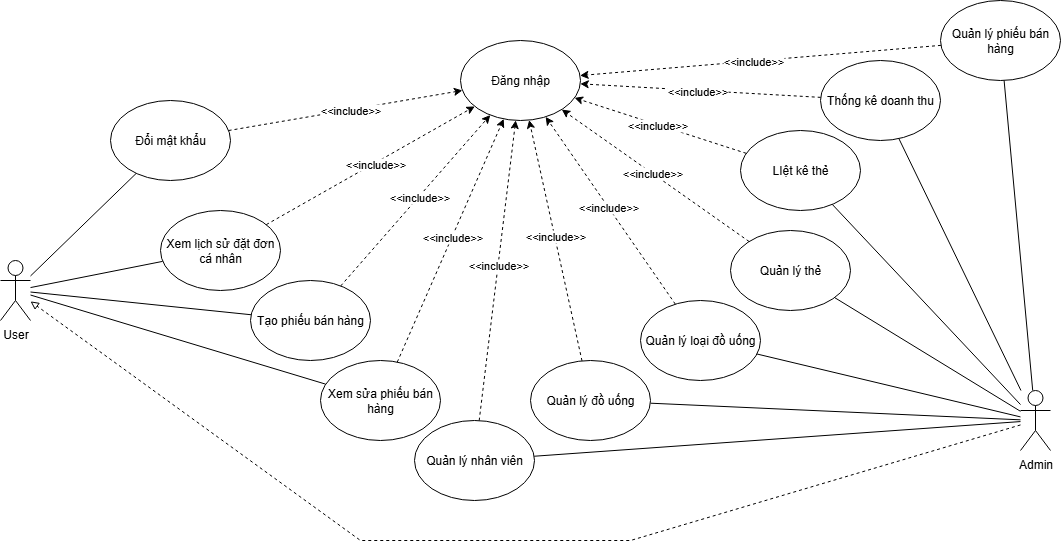 Quản lý phiếu bán
hàng
Đăng nhập
<<include>>
<<include>>
Thống kê doanh thu
<<include>>
<<include>>
Đổi mật khẩu
LIệt kê thẻ
<<include>>
<<include>>
<<include>>
<<include>>
<<include>>
<<include>>
<<include>>
Xem lịch sử đặt đơn
cá nhân
Quản lý thẻ
Tạo phiếu bán hàng
User
Quản lý loại đồ uống
Xem sửa phiếu bán
hàng
Quản lý đồ uống
Quản lý nhân viên
Admin